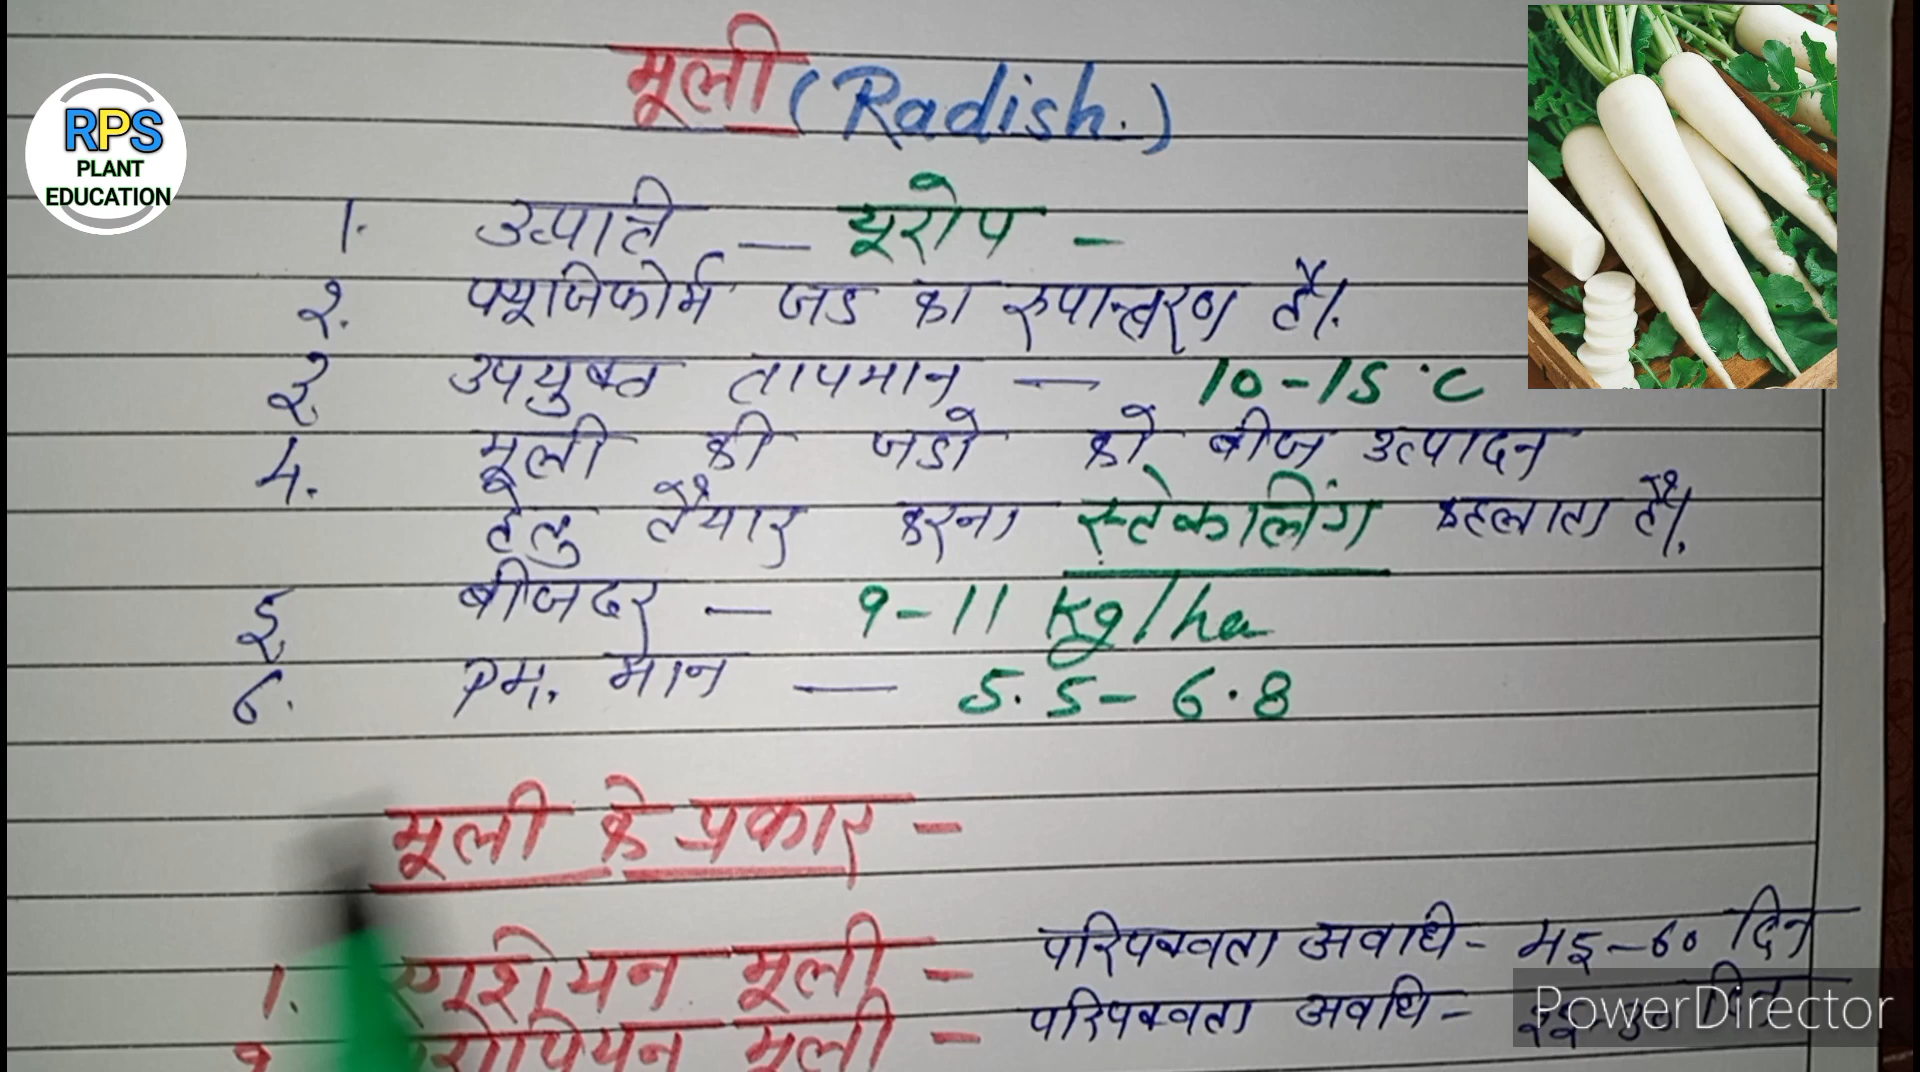 मूली (Radish.)
RPS
PLANT
EDUCATION
1. उत्पाति — यूरोप -
2. फ्यूजिफोर्म जड का रुपान्तरण है।
3. उपयुक्त तापमान — 10-15°C
4. मूली की जडो को बीज उत्पादन
हेतु तैयार करना स्टेकलिंग कहलाता है।
5. बीजदर — 9-11 Kg/ha
6. PH. मान — 5.5- 6.8
मूली के प्रकार -
1. एशियन मूली - परिपक्वता अवधि - 45-60 दिन
मूली - परिपक्वता अवधि -
PowerDirector